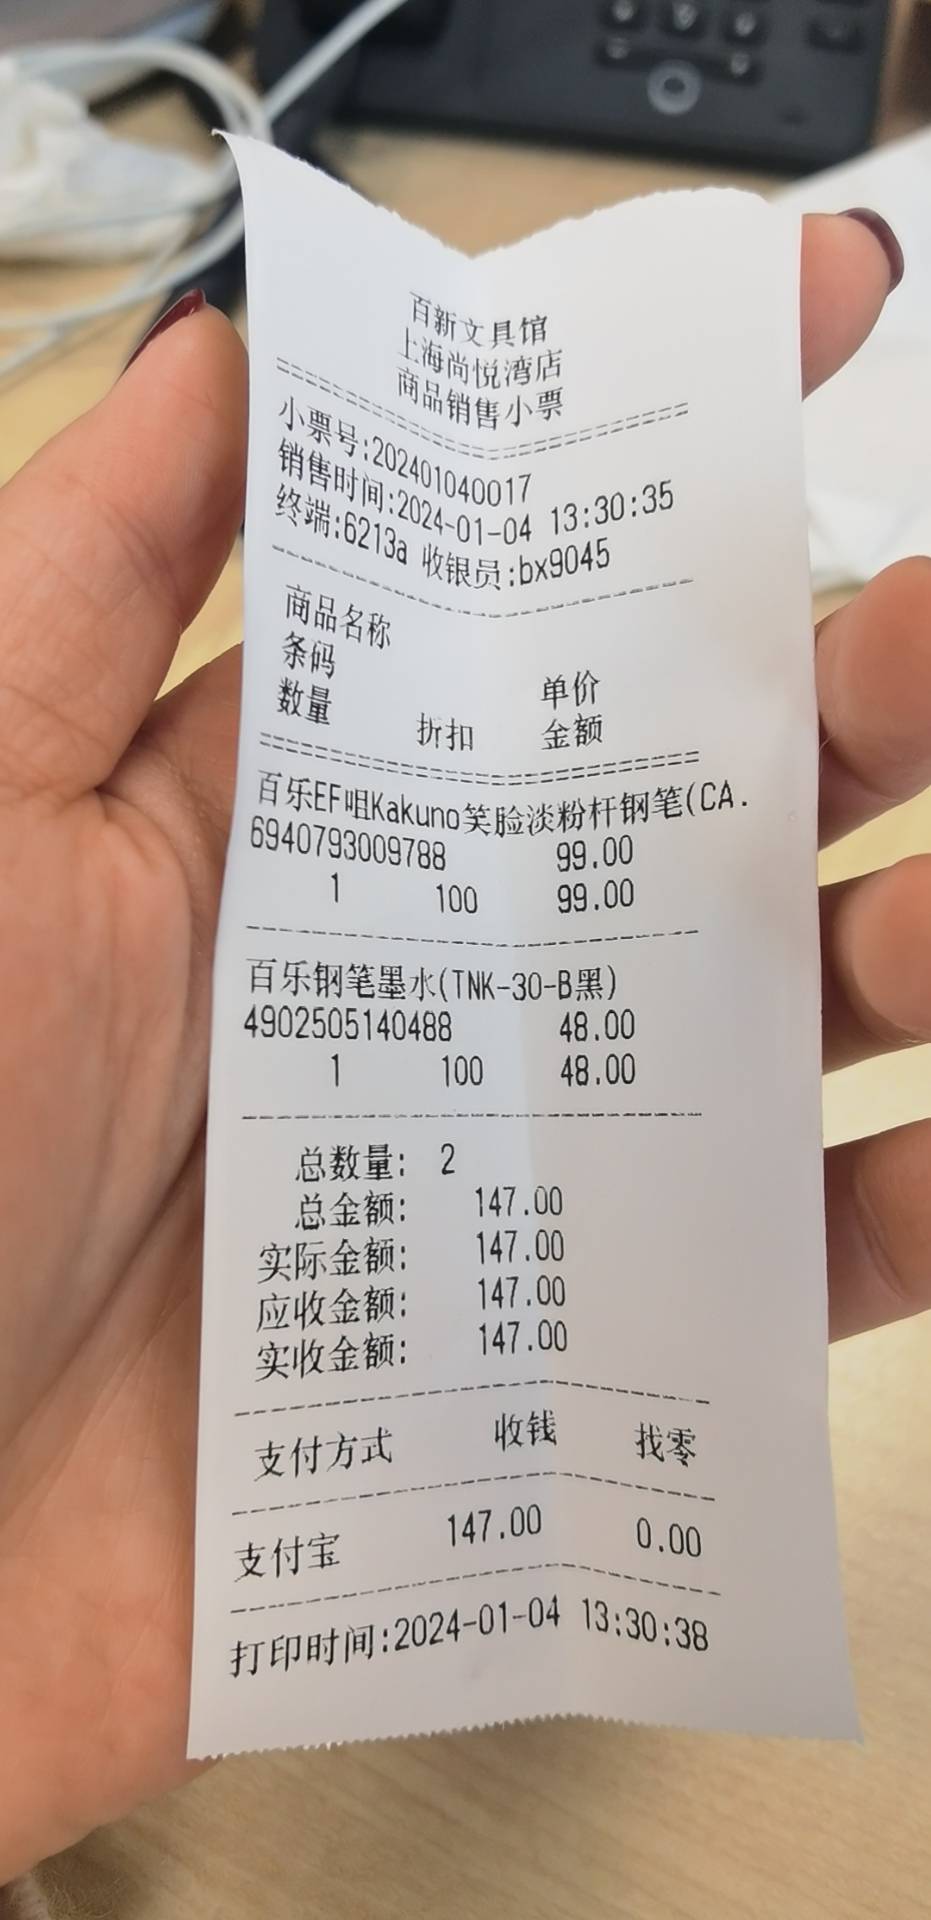 百新文具馆
上海尚悦湾店
商品销售小票
小票号:202401040017
销售时间:2024-01-04 13:30:35
终端:6213a 收银员:bx9045
商品名称
条码 单价
数量 折扣 金额
百乐EF咀Kakuno笑脸淡粉杆钢笔(CA.
6940793009788 99.00
1 100 99.00
百乐钢笔墨水(TNK-30-B黑)
4902505140488 48.00
1 100 48.00
总数量: 2
总金额: 147.00
实际金额: 147.00
应收金额: 147.00
实收金额: 147.00
支付方式 收钱 找零
支付宝 147.00 0.00
打印时间:2024-01-04 13:30:38